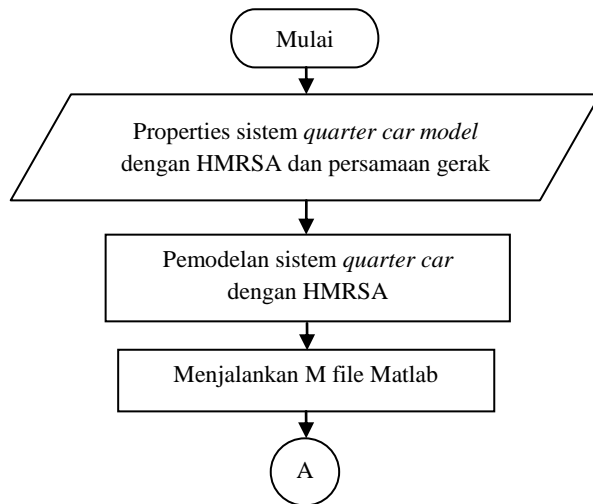 Mulai
Properties sistem quarter car model
dengan HMRSA dan persamaan gerak
Pemodelan sistem quarter car
dengan HMRSA
Menjalankan M file Matlab
A